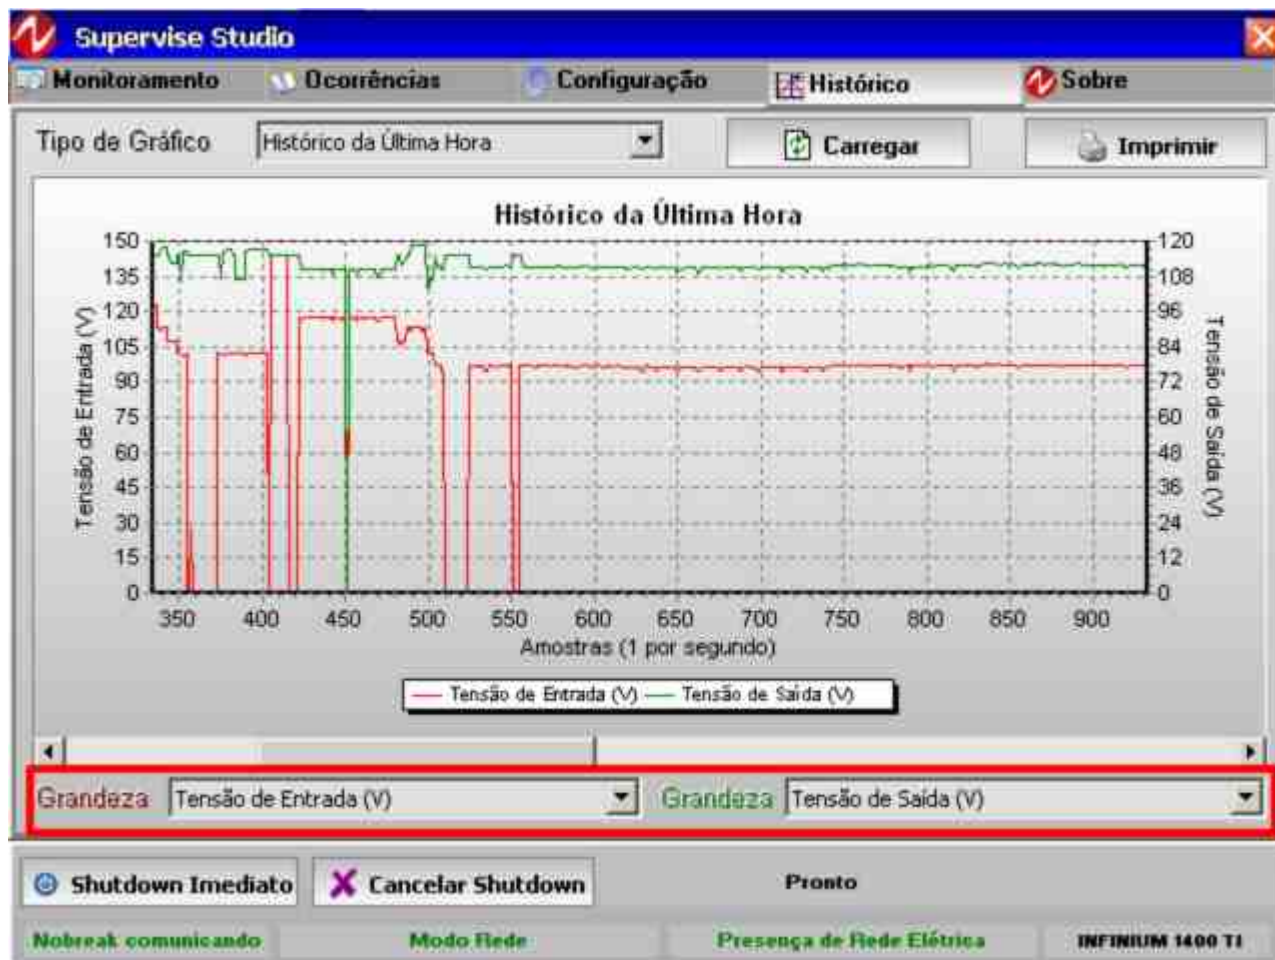 Supervise Studio
Monitoramento Ocorrências Configuração Histórico Sobre
Tipo de Gráfico Histórico da Última Hora Carregar Imprimir
Histórico da Última Hora
150 120
135 108
120 96
105 84
90 72
75 60
60 48
45 36
30 24
15 12
0 0
Tensão de Entrada (V)
Tensão de Saída (V)
350 400 450 500 550 600 650 700 750 800 850 900
Amostras (1 por segundo)
Tensão de Entrada (V) Tensão de Saída (V)
Grandeza Tensão de Entrada (V) Grandeza Tensão de Saída (V)
Shutdown Imediato Cancelar Shutdown Pronto
Nobreak comunicando Modo Rede Presença de Rede Elétrica INFINIUM 1400 TI